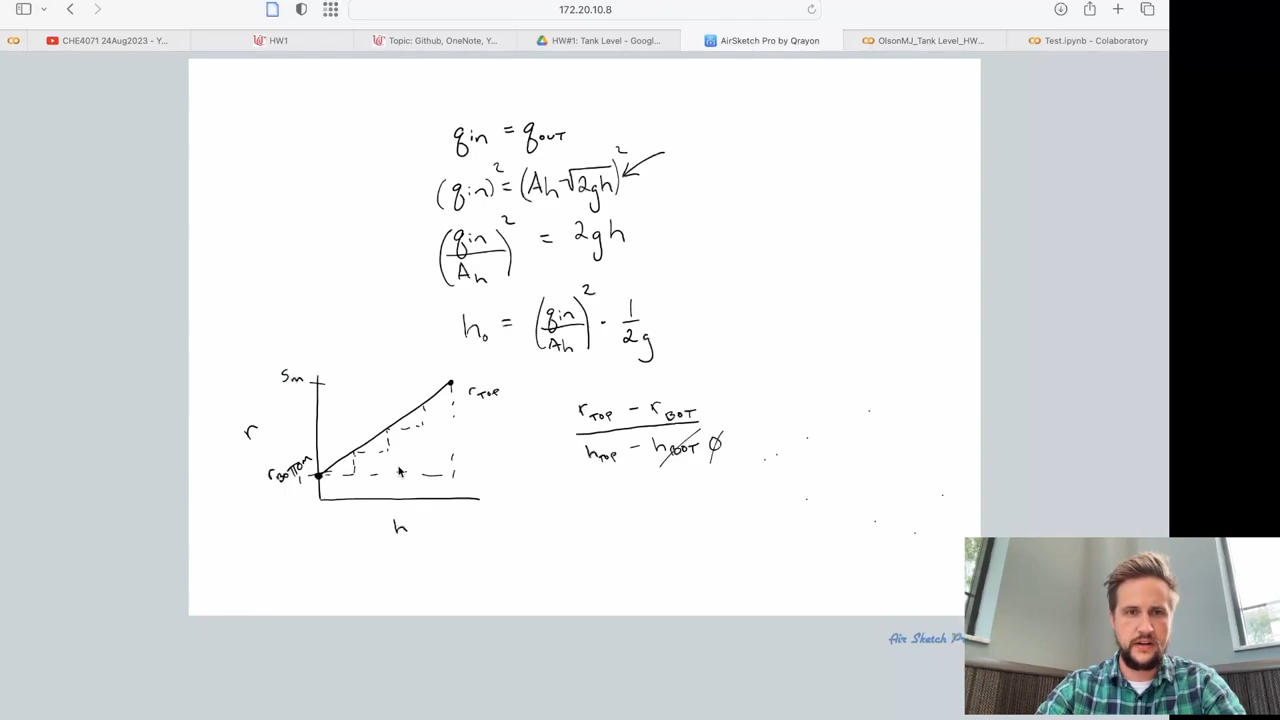 172.20.10.8
CHE4071 24Aug2023 - Y...
HW1
Topic: Github, OneNote, Y...
HW#1: Tank Level - Googl...
AirSketch Pro by Qrayon
OlsonMJ_Tank Level_HW...
Test.ipynb - Colaboratory
qin = qOUT
(qin)² = (Ah √2gh)²
(qin/Ah)² = 2gh
h₀ = (qin/Ah)² · 1/2g
5m
rTOP
r
rBOTTOM
h
rTOP - rBOT
hTOP - hBOT 0
Air Sketch P